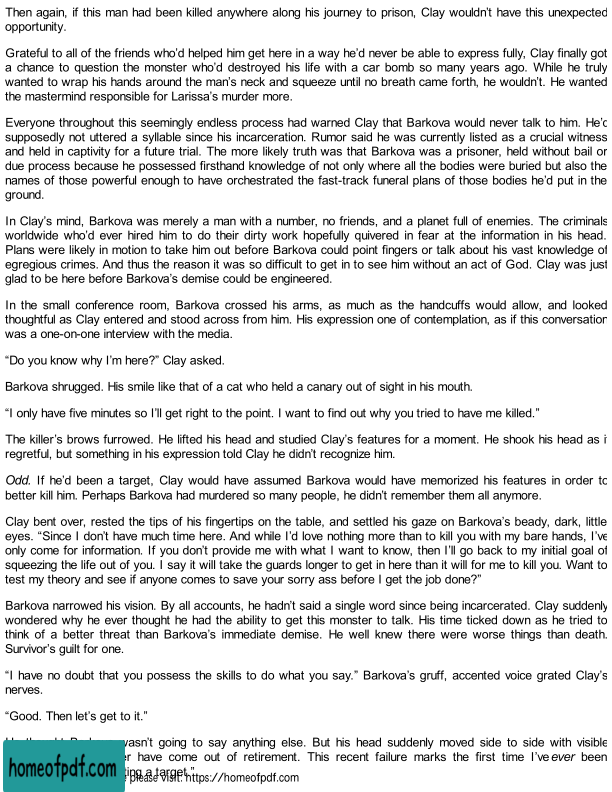 Then again, if this man had been killed anywhere along his journey to prison, Clay wouldn't have this unexpected
opportunity.
Grateful to all of the friends who'd helped him get here in a way he'd never be able to express fully, Clay finally got
a chance to question the monster who'd destroyed his life with a car bomb so many years ago. While he truly
wanted to wrap his hands around the man's neck and squeeze until no breath came forth, he wouldn't. He wanted
the mastermind responsible for Larissa's murder more.
Everyone throughout this seemingly endless process had warned Clay that Barkova would never talk to him. He'd
supposedly not uttered a syllable since his incarceration. Rumor said he was currently listed as a crucial witness
and held in captivity for a future trial. The more likely truth was that Barkova was a prisoner, held without bail or
due process because he possessed firsthand knowledge of not only where all the bodies were buried but also the
names of those powerful enough to have orchestrated the fast-track funeral plans of those bodies he'd put in the
ground.
In Clay's mind, Barkova was merely a man with a number, no friends, and a planet full of enemies. The criminals
worldwide who'd ever hired him to do their dirty work hopefully quivered in fear at the information in his head.
Plans were likely in motion to take him out before Barkova could point fingers or talk about his vast knowledge of
egregious crimes. And thus the reason it was so difficult to get in to see him without an act of God. Clay was just
glad to be here before Barkova's demise could be engineered.
In the small conference room, Barkova crossed his arms, as much as the handcuffs would allow, and looked
thoughtful as Clay entered and stood across from him. His expression one of contemplation, as if this conversation
was a one-on-one interview with the media.
“Do you know why I'm here?” Clay asked.
Barkova shrugged. His smile like that of a cat who held a canary out of sight in his mouth.
“I only have five minutes so I'll get right to the point. I want to find out why you tried to have me killed.”
The killer's brows furrowed. He lifted his head and studied Clay's features for a moment. He shook his head as if
regretful, but something in his expression told Clay he didn't recognize him.
Odd. If he'd been a target, Clay would have assumed Barkova would have memorized his features in order to
better kill him. Perhaps Barkova had murdered so many people, he didn't remember them all anymore.
Clay bent over, rested the tips of his fingertips on the table, and settled his gaze on Barkova's beady, dark, little
eyes. “Since I don't have much time here. And while I'd love nothing more than to kill you with my bare hands, I've
only come for information. If you don't provide me with what I want to know, then I'll go back to my initial goal of
squeezing the life out of you. I say it will take the guards longer to get in here than it will for me to kill you. Want to
test my theory and see if anyone comes to save your sorry ass before I get the job done?”
Barkova narrowed his vision. By all accounts, he hadn't said a single word since being incarcerated. Clay suddenly
wondered why he ever thought he had the ability to get this monster to talk. His time ticked down as he tried to
think of a better threat than Barkova's immediate demise. He well knew there were worse things than death.
Survivor's guilt for one.
“I have no doubt that you possess the skills to do what you say.” Barkova's gruff, accented voice grated Clay's
nerves.
“Good. Then let's get to it.”
wasn't going to say anything else. But his head suddenly moved side to side with visible
have come out of retirement. This recent failure marks the first time I've ever been
a target.”
homeofpdf.com
please visit: https://homeofpdf.com